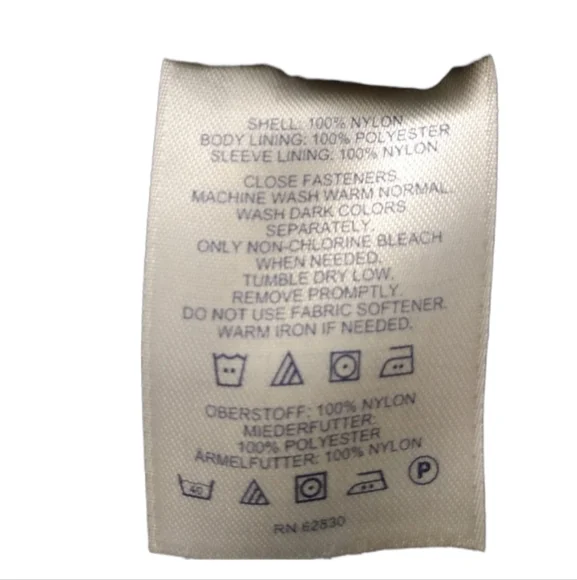 SHELL: 100% NYLON
BODY LINING: 100% POLYESTER
SLEEVE LINING: 100% NYLON
CLOSE FASTENERS.
MACHINE WASH WARM NORMAL.
WASH DARK COLORS
SEPARATELY.
ONLY NON-CHLORINE BLEACH
WHEN NEEDED.
TUMBLE DRY LOW.
REMOVE PROMPTLY.
DO NOT USE FABRIC SOFTENER.
WARM IRON IF NEEDED.
OBERSTOFF: 100% NYLON
MIEDERFUTTER:
100% POLYESTER
ÄRMELFUTTER: 100% NYLON
40 P
RN 62830